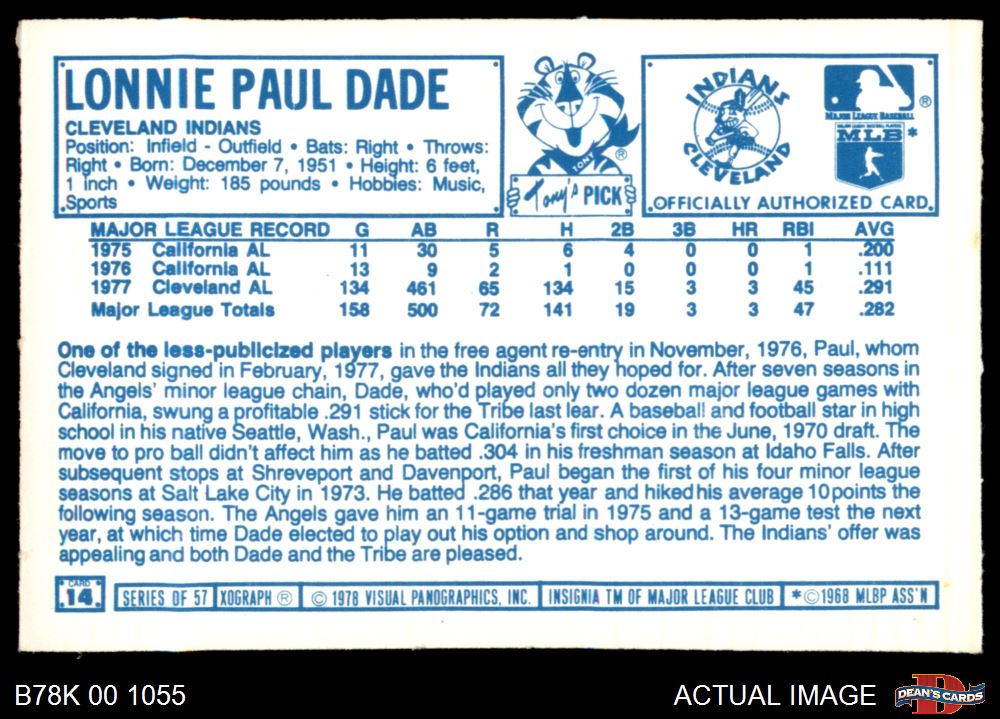 LONNIE PAUL DADE
CLEVELAND INDIANS
Position: Infield - Outfield • Bats: Right • Throws:
Right • Born: December 7, 1951 • Height: 6 feet,
1 inch • Weight: 185 pounds • Hobbies: Music,
Sports
TONY
®
Tony's PICK
INDIANS
CLEVELAND
®
MAJOR LEAGUE BASEBALL
MAJOR LEAGUE BASEBALL PLAYERS
MLB *
OFFICIALLY AUTHORIZED CARD
MAJOR LEAGUE RECORD G AB R H 2B 3B HR RBI AVG
1975 California AL 11 30 5 6 4 0 0 1 .200
1976 California AL 13 9 2 1 0 0 0 1 .111
1977 Cleveland AL 134 461 65 134 15 3 3 45 .291
Major League Totals 158 500 72 141 19 3 3 47 .282
One of the less-publicized players in the free agent re-entry in November, 1976, Paul, whom
Cleveland signed in February, 1977, gave the Indians all they hoped for. After seven seasons in
the Angels' minor league chain, Dade, who'd played only two dozen major league games with
California, swung a profitable .291 stick for the Tribe last lear. A baseball and football star in high
school in his native Seattle, Wash., Paul was California's first choice in the June, 1970 draft. The
move to pro ball didn't affect him as he batted .304 in his freshman season at Idaho Falls. After
subsequent stops at Shreveport and Davenport, Paul began the first of his four minor league
seasons at Salt Lake City in 1973. He batted .286 that year and hiked his average 10 points the
following season. The Angels gave him an 11-game trial in 1975 and a 13-game test the next
year, at which time Dade elected to play out his option and shop around. The Indians' offer was
appealing and both Dade and the Tribe are pleased.
CARD
14
SERIES OF 57 XOGRAPH ® © 1978 VISUAL PANOGRAPHICS, INC. INSIGNIA TM OF MAJOR LEAGUE CLUB *©1968 MLBP ASS'N
B78K 00 1055
ACTUAL IMAGE
D
DEAN'S CARDS